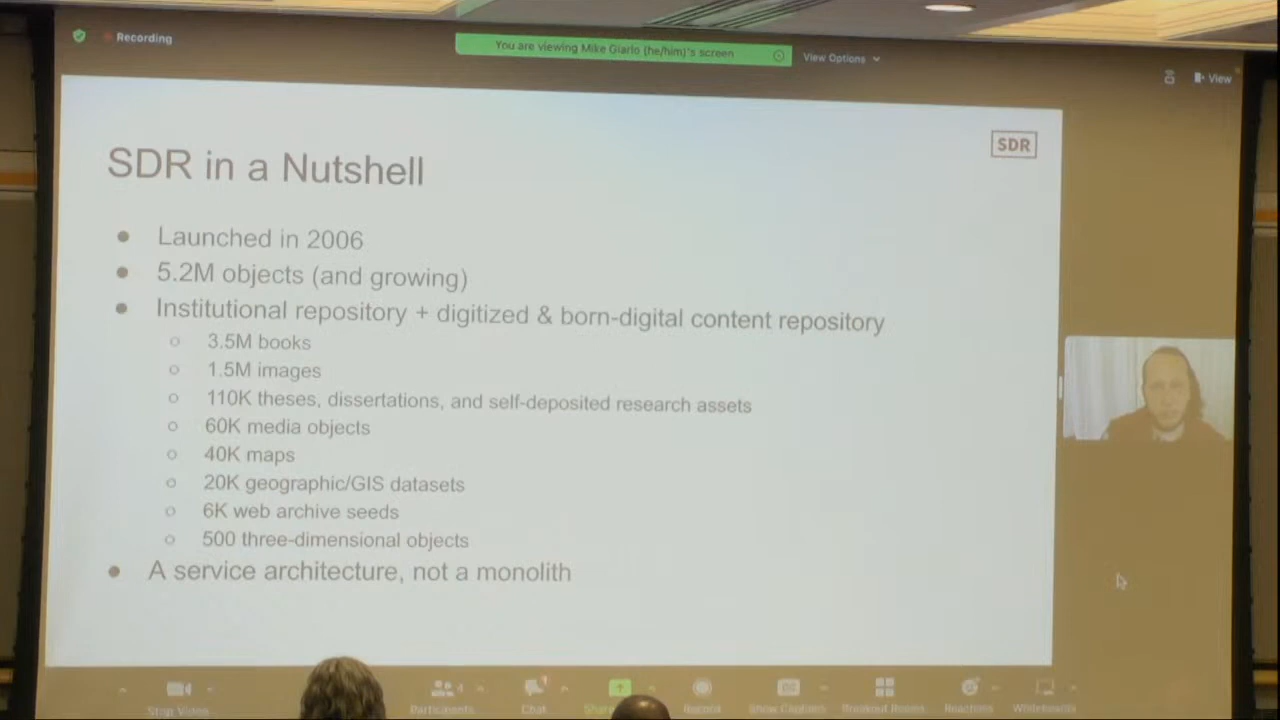 Recording
You are viewing Mike Giarlo (he/him)'s screen
View Options
View
SDR
SDR in a Nutshell
Launched in 2006
5.2M objects (and growing)
Institutional repository + digitized & born-digital content repository
3.5M books
1.5M images
110K theses, dissertations, and self-deposited research assets
60K media objects
40K maps
20K geographic/GIS datasets
6K web archive seeds
500 three-dimensional objects
A service architecture, not a monolith
Stop Video
Participants
Chat
Share
Record
Show Captions
Breakout Rooms
Reactions
Whiteboards